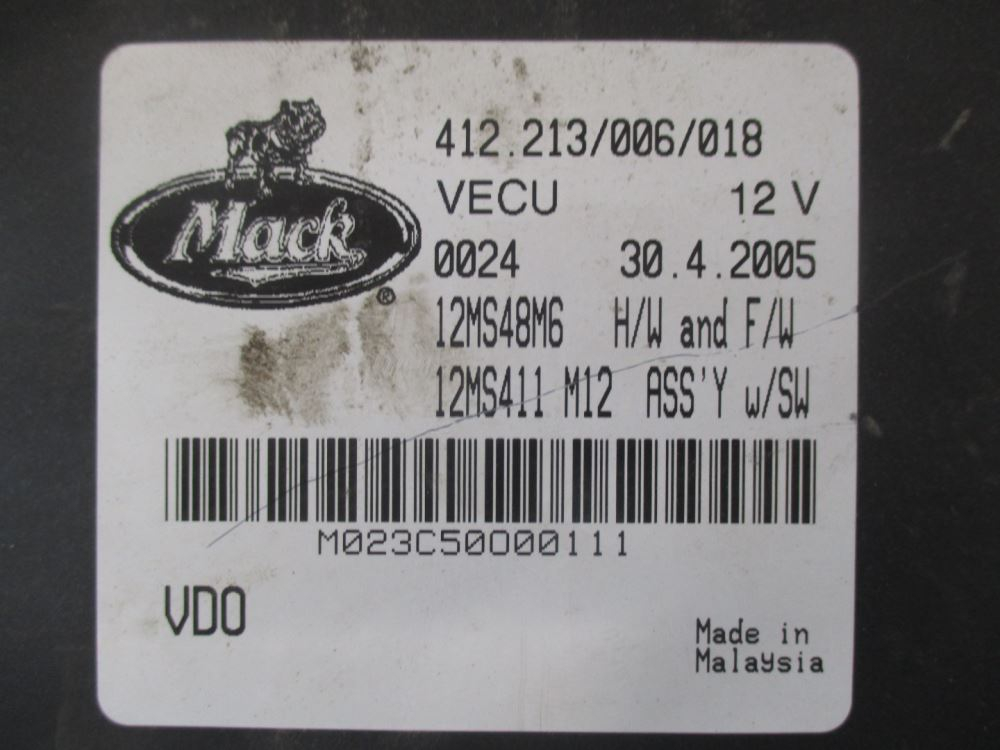 Mack
®
412.213/006/018
VECU 12 V
0024 30.4.2005
12MS48M6 H/W and F/W
12MS411 M12 ASS'Y w/SW
M023C50000111
VDO
Made in
Malaysia